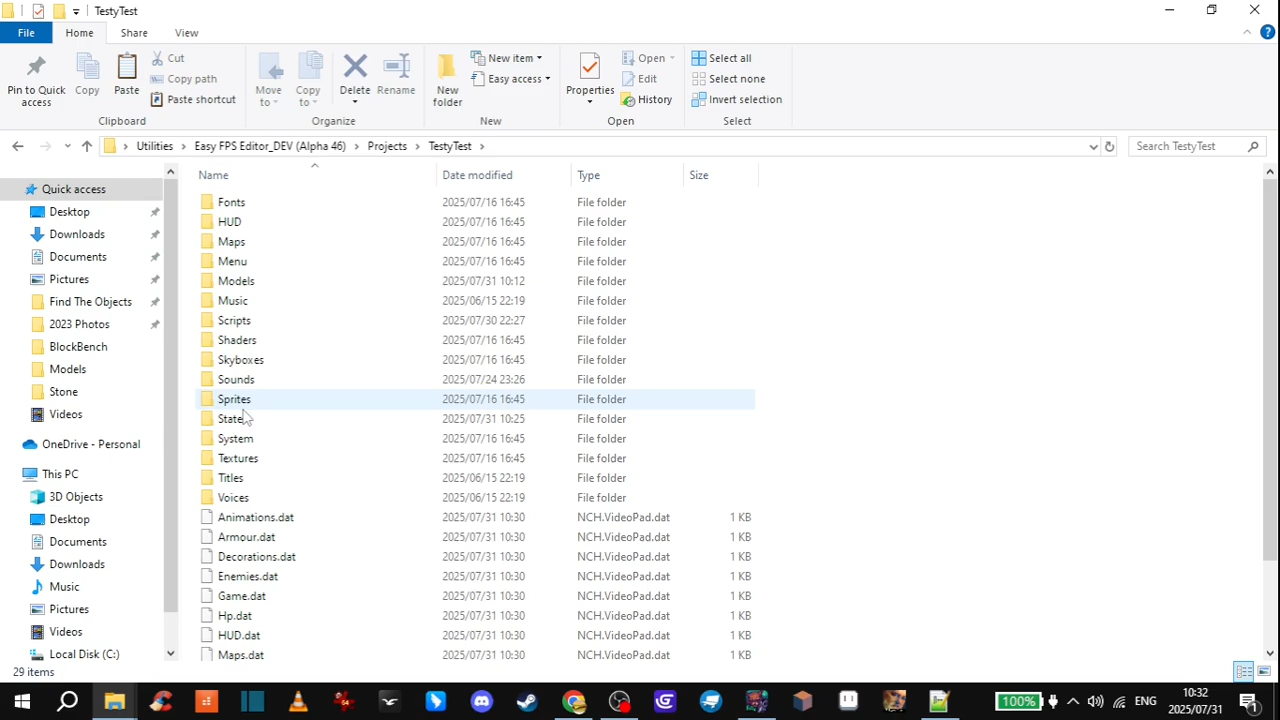 TestyTest
File Home Share View
Pin to Quick access
Copy
Paste
Cut
Copy path
Paste shortcut
Clipboard
Move to
Copy to
Delete
Rename
Organize
New folder
New item
Easy access
New
Properties
Open
Edit
History
Open
Select all
Select none
Invert selection
Select
Utilities Easy FPS Editor_DEV (Alpha 46) Projects TestyTest
Search TestyTest
Quick access
Desktop
Downloads
Documents
Pictures
Find The Objects
2023 Photos
BlockBench
Models
Stone
Videos
OneDrive - Personal
This PC
3D Objects
Desktop
Documents
Downloads
Music
Pictures
Videos
Local Disk (C:)
Name Date modified Type Size
Fonts 2025/07/16 16:45 File folder
HUD 2025/07/16 16:45 File folder
Maps 2025/07/16 16:45 File folder
Menu 2025/07/16 16:45 File folder
Models 2025/07/31 10:12 File folder
Music 2025/06/15 22:19 File folder
Scripts 2025/07/30 22:27 File folder
Shaders 2025/07/16 16:45 File folder
Skyboxes 2025/07/16 16:45 File folder
Sounds 2025/07/24 23:26 File folder
Sprites 2025/07/16 16:45 File folder
State 2025/07/31 10:25 File folder
System 2025/07/16 16:45 File folder
Textures 2025/07/16 16:45 File folder
Titles 2025/06/15 22:19 File folder
Voices 2025/06/15 22:19 File folder
Animations.dat 2025/07/31 10:30 NCH.VideoPad.dat 1 KB
Armour.dat 2025/07/31 10:30 NCH.VideoPad.dat 1 KB
Decorations.dat 2025/07/31 10:30 NCH.VideoPad.dat 1 KB
Enemies.dat 2025/07/31 10:30 NCH.VideoPad.dat 1 KB
Game.dat 2025/07/31 10:30 NCH.VideoPad.dat 1 KB
Hp.dat 2025/07/31 10:30 NCH.VideoPad.dat 1 KB
HUD.dat 2025/07/31 10:30 NCH.VideoPad.dat 1 KB
Maps.dat 2025/07/31 10:30 NCH.VideoPad.dat 1 KB
29 items
100%
ENG
10:32
2025/07/31
1